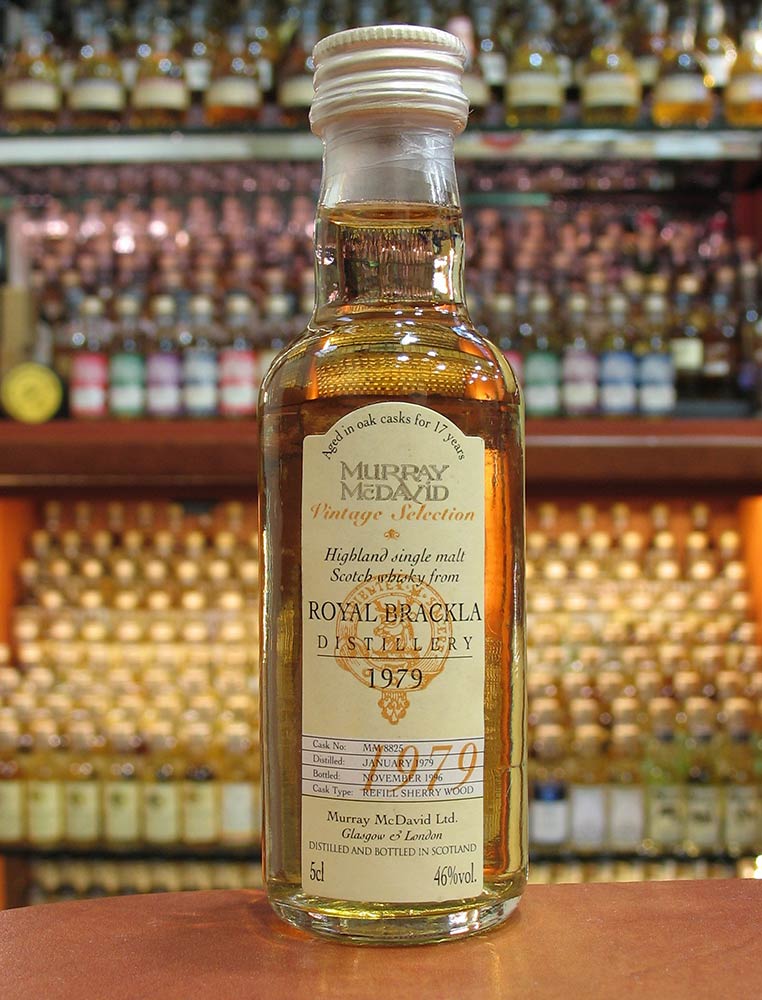 Aged in oak casks for 17 years
MURRAY
McDAVID
Vintage Selection
Highland single malt
Scotch whisky from
ROYAL BRACKLA
DISTILLERY
1979
1979
Cask No: MM 8825
Distilled: JANUARY 1979
Bottled: NOVEMBER 1996
Cask Type: REFILL SHERRY WOOD
Murray McDavid Ltd.
Glasgow & London
DISTILLED AND BOTTLED IN SCOTLAND
5cl 46%vol.